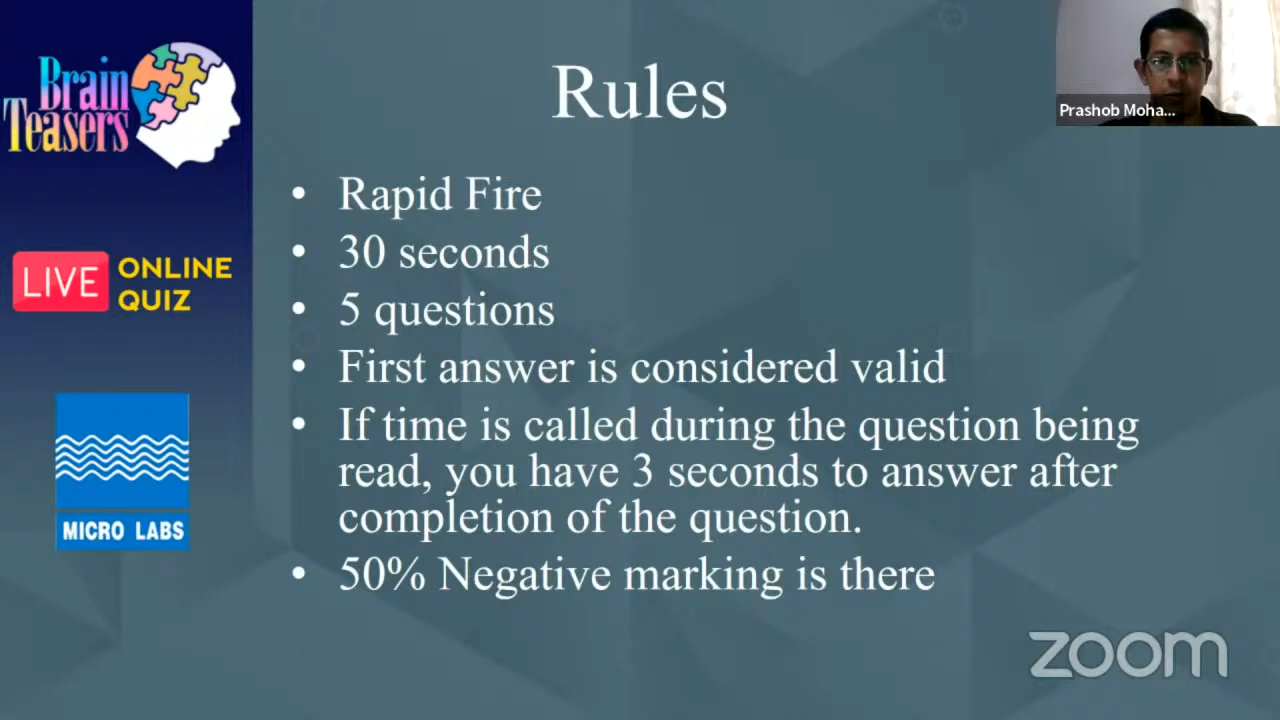 Brain
Teasers
LIVE ONLINE
QUIZ
MICRO LABS
Rules
• Rapid Fire
• 30 seconds
• 5 questions
• First answer is considered valid
• If time is called during the question being
read, you have 3 seconds to answer after
completion of the question.
• 50% Negative marking is there
Prashob Moha...
zoom